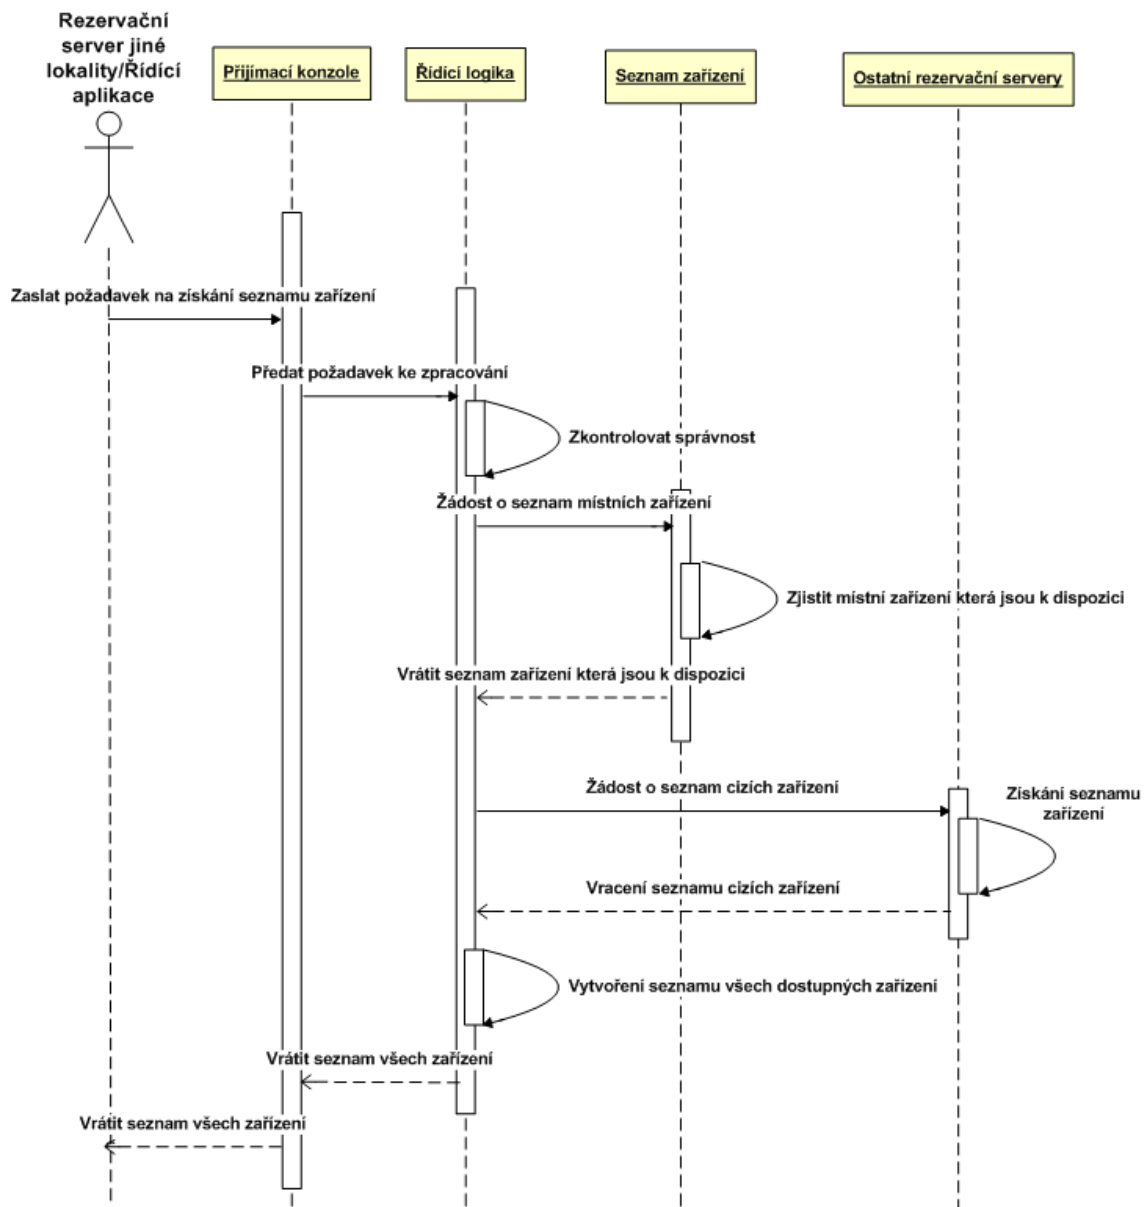 Rezervační
server jiné
lokality/Řídící
aplikace
Přijímací konzole
Řídící logika
Seznam zařízení
Ostatní rezervační servery
Zaslat požadavek na získání seznamu zařízení
Předat požadavek ke zpracování
Zkontrolovat správnost
Žádost o seznam místních zařízení
Zjistit místní zařízení která jsou k dispozici
Vrátit seznam zařízení která jsou k dispozici
Žádost o seznam cizích zařízení
Získání seznamu
zařízení
Vracení seznamu cizích zařízení
Vytvoření seznamu všech dostupných zařízení
Vrátit seznam všech zařízení
Vrátit seznam všech zařízení